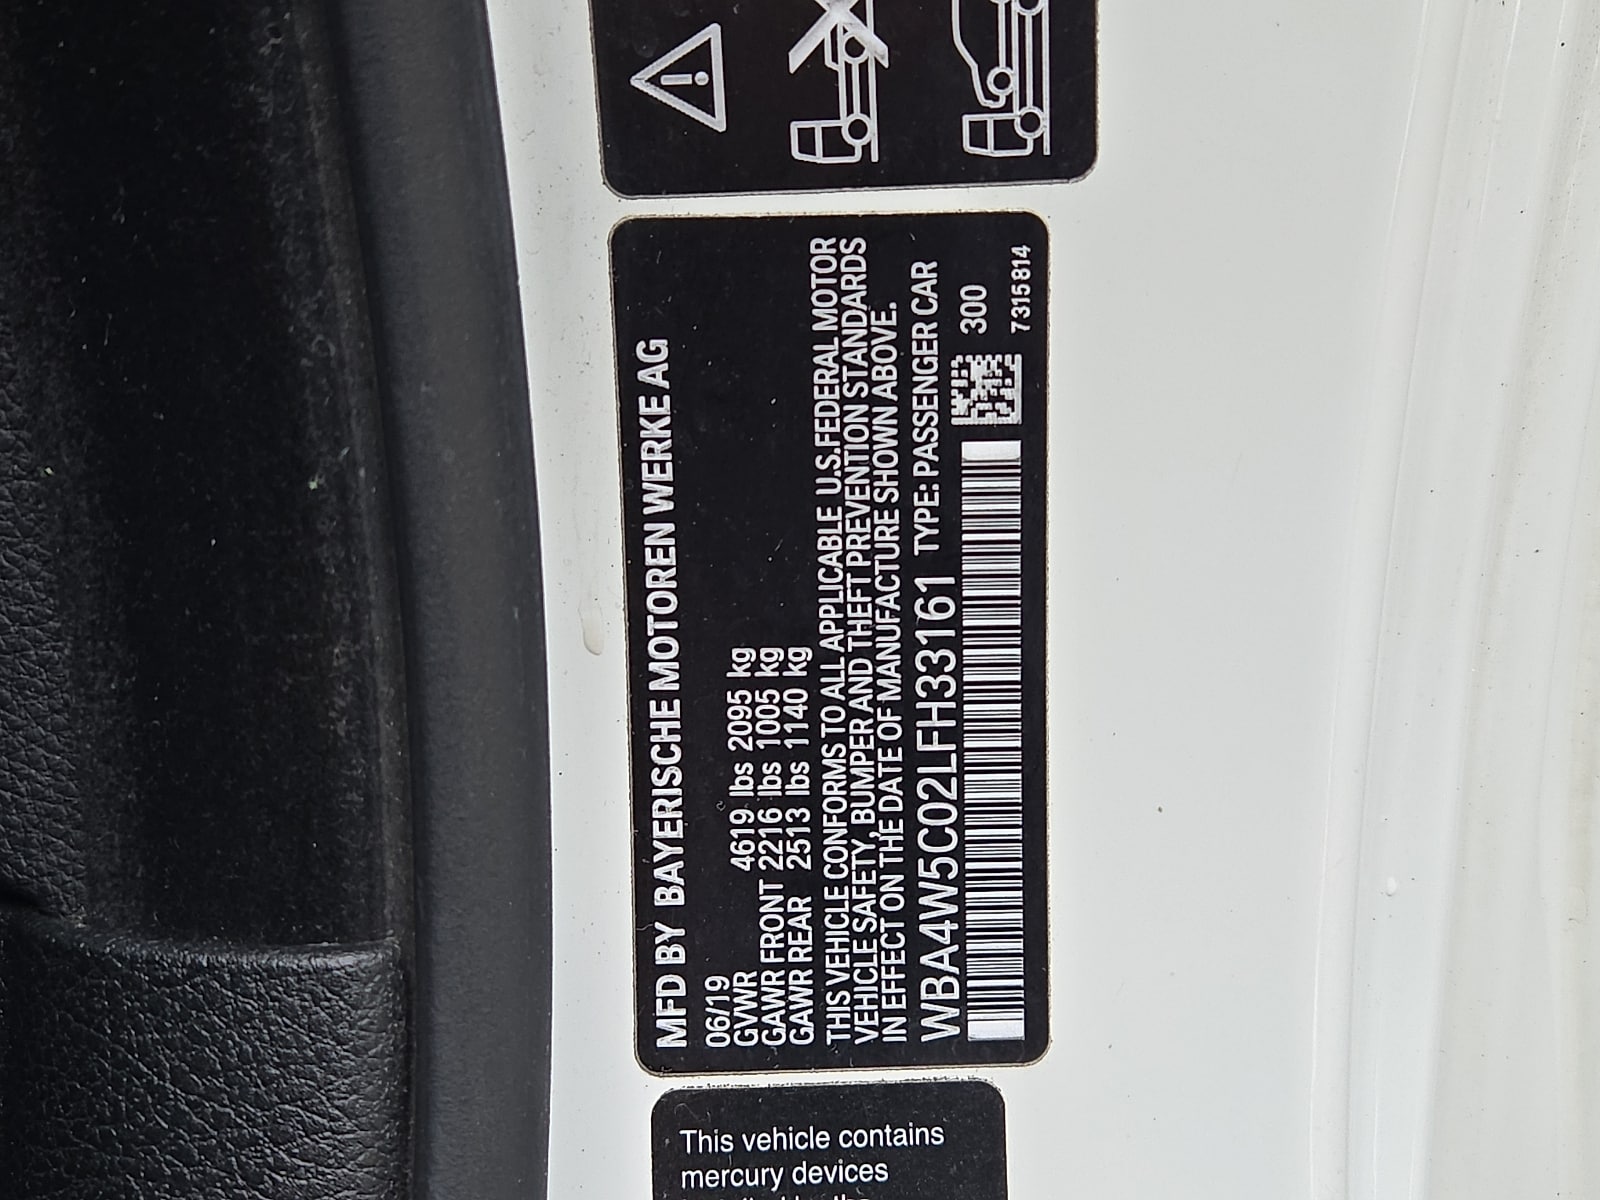 MFD BY BAYERISCHE MOTOREN WERKE AG
06/19
GVWR 4619 lbs 2095 kg
GAWR FRONT 2216 lbs 1005 kg
GAWR REAR 2513 lbs 1140 kg
THIS VEHICLE CONFORMS TO ALL APPLICABLE U.S.FEDERAL MOTOR
VEHICLE SAFETY, BUMPER AND THEFT PREVENTION STANDARDS
IN EFFECT ON THE DATE OF MANUFACTURE SHOWN ABOVE.
WBA4W5C02LFH33161 TYPE: PASSENGER CAR
300
7315814
This vehicle contains
mercury devices